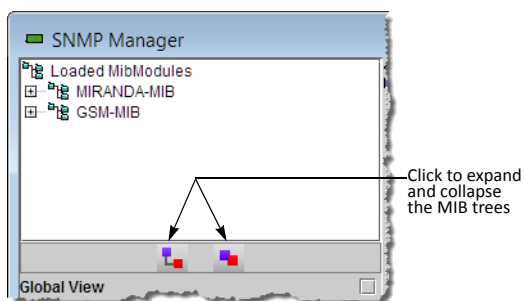 SNMP Manager
Loaded MibModules
MIRANDA-MIB
GSM-MIB
Click to expand
and collapse
the MIB trees
Global View